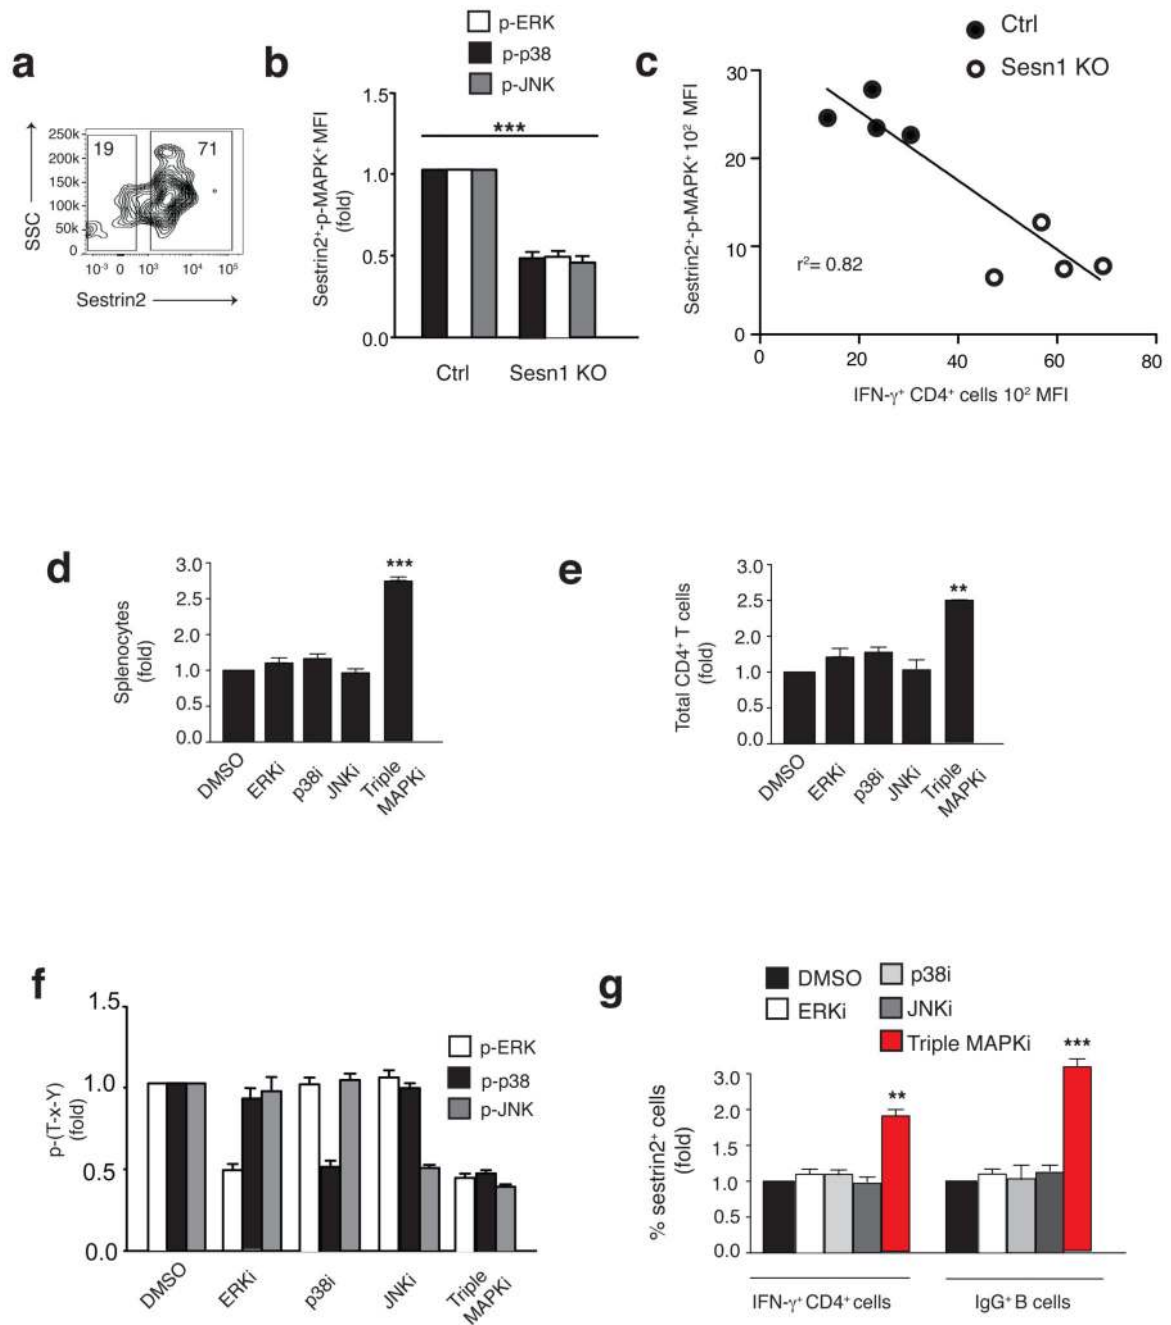 a
19
71
250k
200k
150k
100k
50k
0
SSC
10⁻³ 0 10³ 10⁴ 10⁵
Sestrin2
b
p-ERK
p-p38
p-JNK
1.5
1.0
0.5
0.0
***
Sestrin2⁺-p-MAPK⁺ MFI
(fold)
Ctrl Sesn1 KO
c
Ctrl
Sesn1 KO
30
20
10
0
Sestrin2⁺-p-MAPK⁺ 10² MFI
r²= 0.82
0 20 40 60 80
IFN-γ⁺ CD4⁺ cells 10² MFI
d
3.0
2.5
2.0
1.0
0.5
0.0
Splenocytes
(fold)
***
DMSO
ERKi
p38i
JNKi
Triple
MAPKi
e
3.0
2.5
2.0
1.0
0.5
0.0
Total CD4⁺ T cells
(fold)
**
DMSO
ERKi
p38i
JNKi
Triple
MAPKi
f
1.5
1.0
0.5
0.0
p-(T-x-Y)
(fold)
p-ERK
p-p38
p-JNK
DMSO
ERKi
p38i
JNKi
Triple
MAPKi
g
DMSO
ERKi
p38i
JNKi
Triple MAPKi
3.0
2.0
1.5
1.0
0.5
0.0
% sestrin2⁺ cells
(fold)
**
***
IFN-γ⁺ CD4⁺ cells
IgG⁺ B cells